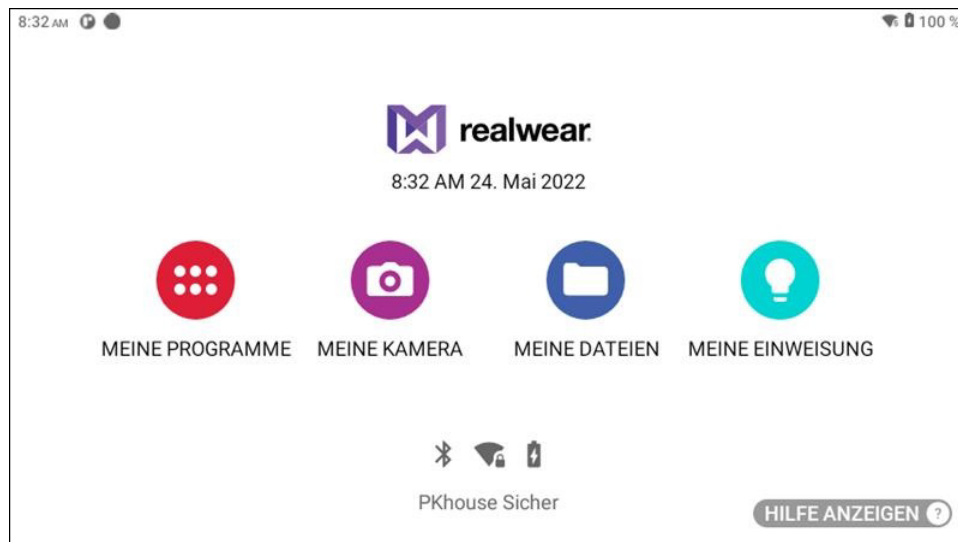 8:32 AM 100 %
realwear
8:32 AM 24. Mai 2022
MEINE PROGRAMME MEINE KAMERA MEINE DATEIEN MEINE EINWEISUNG
PKhouse Sicher
HILFE ANZEIGEN ?